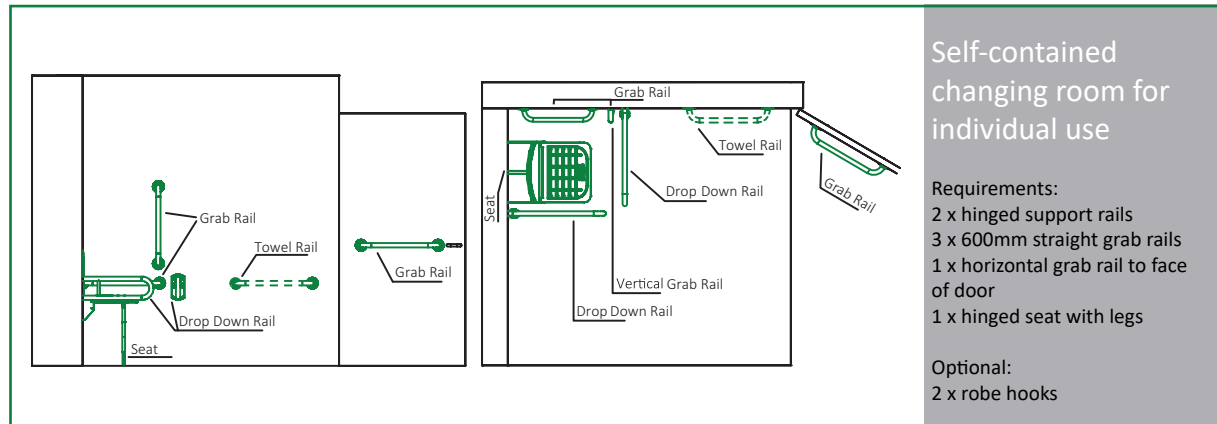 Grab Rail
Towel Rail
Grab Rail
Drop Down Rail
Seat
Grab Rail
Towel Rail
Grab Rail
Seat
Drop Down Rail
Vertical Grab Rail
Drop Down Rail
Self-contained
changing room for
individual use
Requirements:
2 x hinged support rails
3 x 600mm straight grab rails
1 x horizontal grab rail to face
of door
1 x hinged seat with legs
Optional:
2 x robe hooks